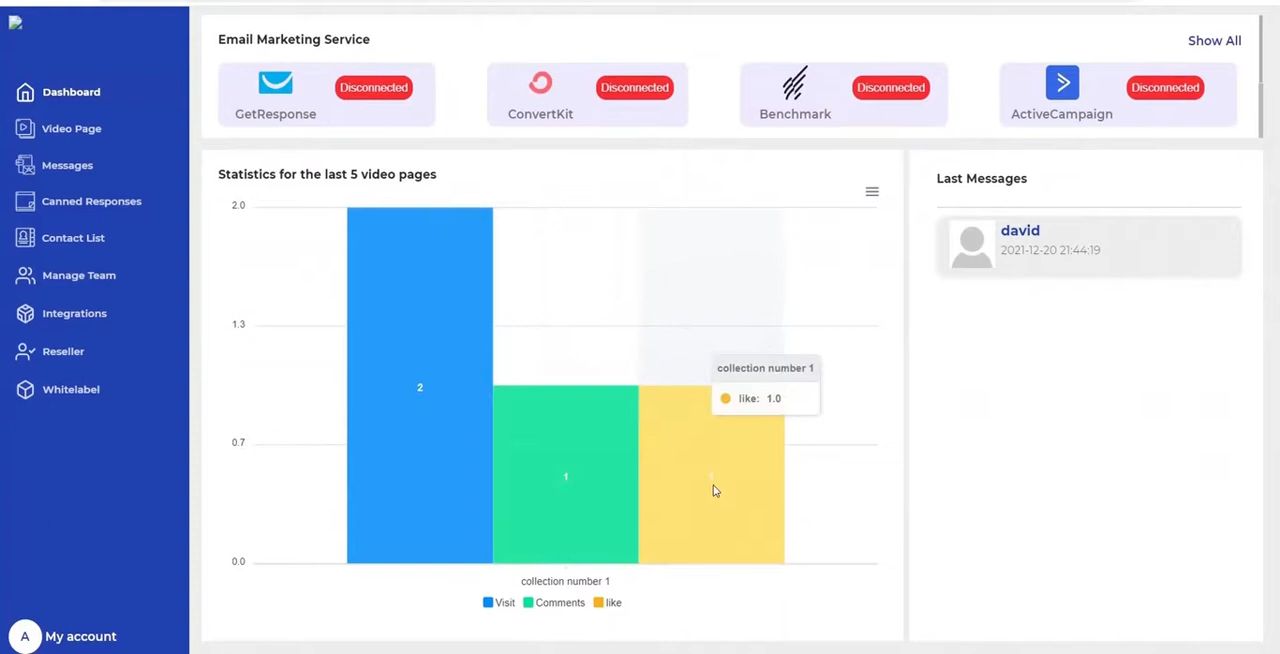 Email Marketing Service
Show All
Disconnected
GetResponse
Disconnected
ConvertKit
Disconnected
Benchmark
Disconnected
ActiveCampaign
Dashboard
Video Page
Messages
Canned Responses
Contact List
Manage Team
Integrations
Reseller
Whitelabel
A My account
Statistics for the last 5 video pages
2.0
1.3
0.7
0.0
2
1
collection number 1
like: 1.0
collection number 1
Visit Comments like
Last Messages
david
2021-12-20 21:44:19